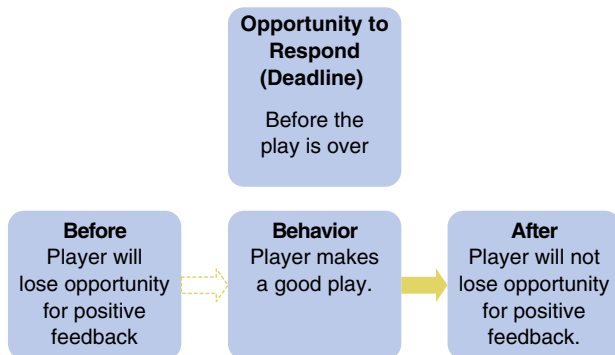 Opportunity to
Respond
(Deadline)
Before the
play is over
Before
Player will
lose opportunity
for positive
feedback
Behavior
Player makes
a good play.
After
Player will not
lose opportunity
for positive
feedback.